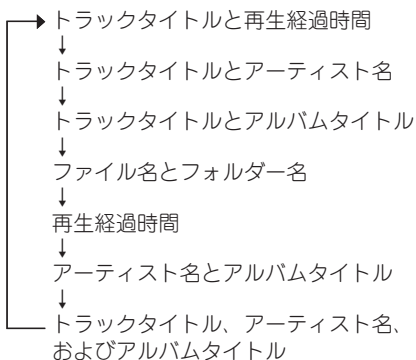 トラックタイトルと再生経過時間
トラックタイトルとアーティスト名
トラックタイトルとアルバムタイトル
ファイル名とフォルダー名
再生経過時間
アーティスト名とアルバムタイトル
トラックタイトル、アーティスト名、
およびアルバムタイトル